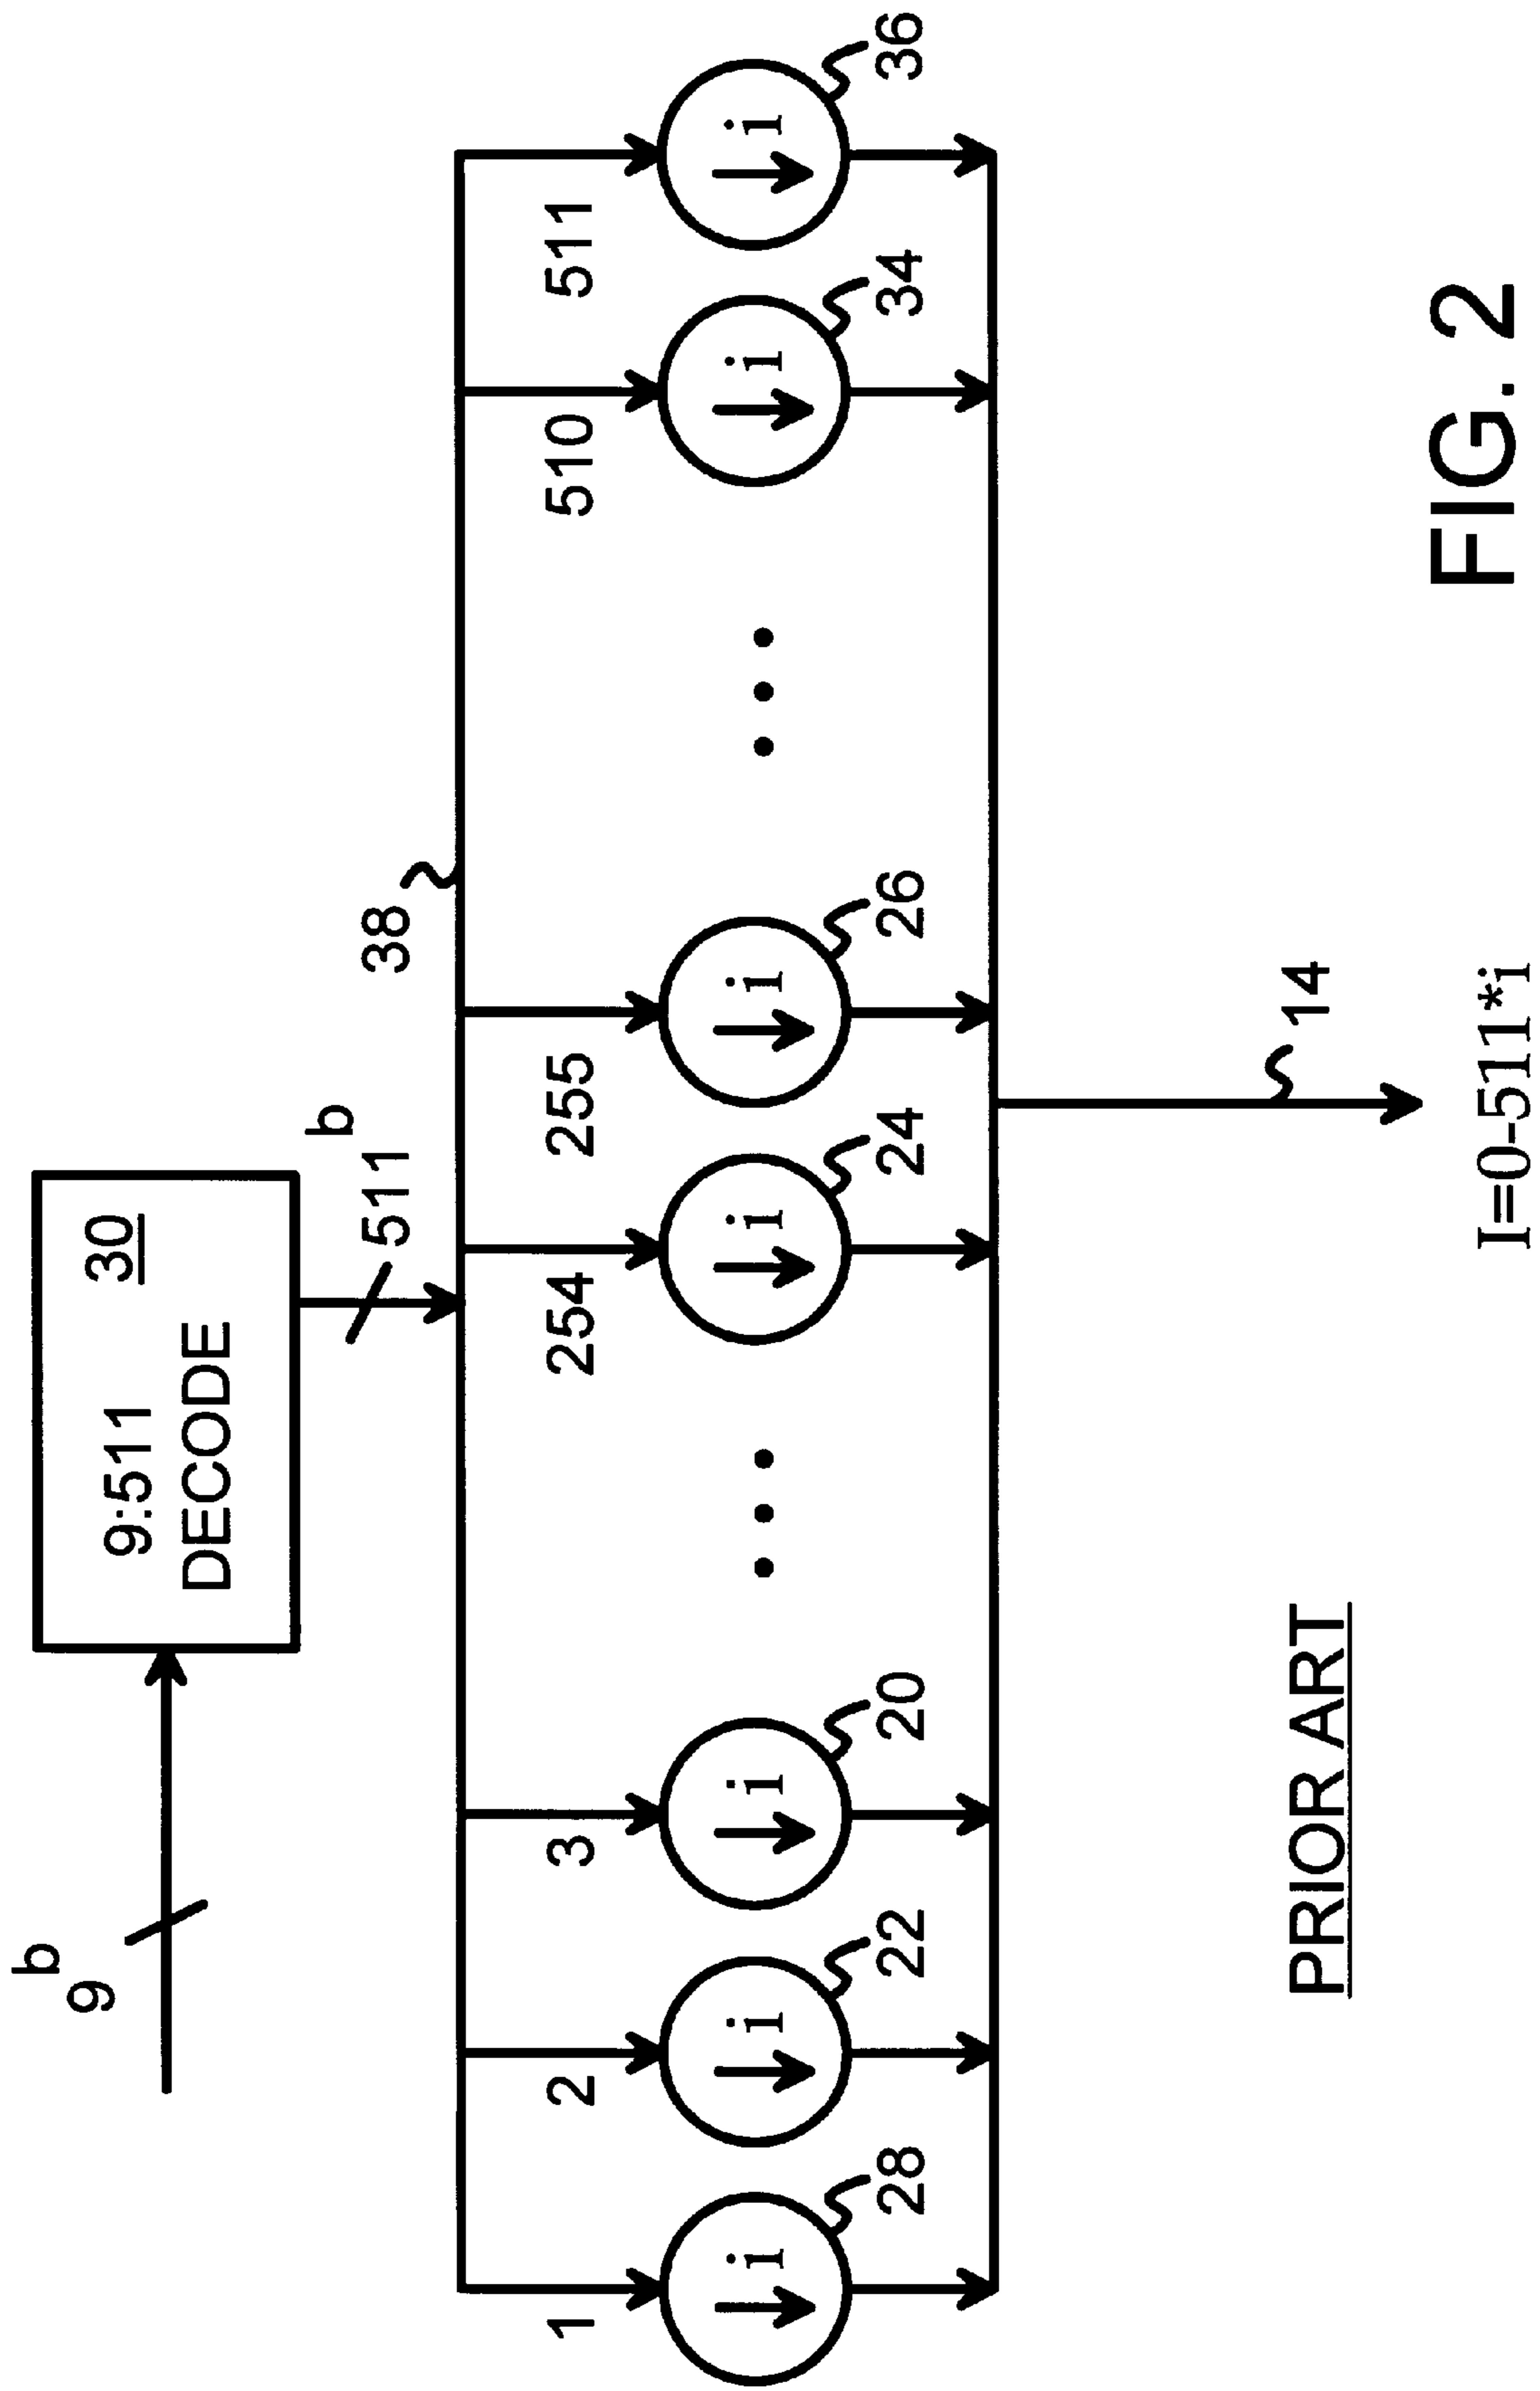 9b
9:511
DECODE
30
511b
38
1
2
3
254
255
510
511
i
i
i
i
i
i
i
28
22
20
24
26
34
36
14
I=0-511*i
PRIOR ART
FIG. 2